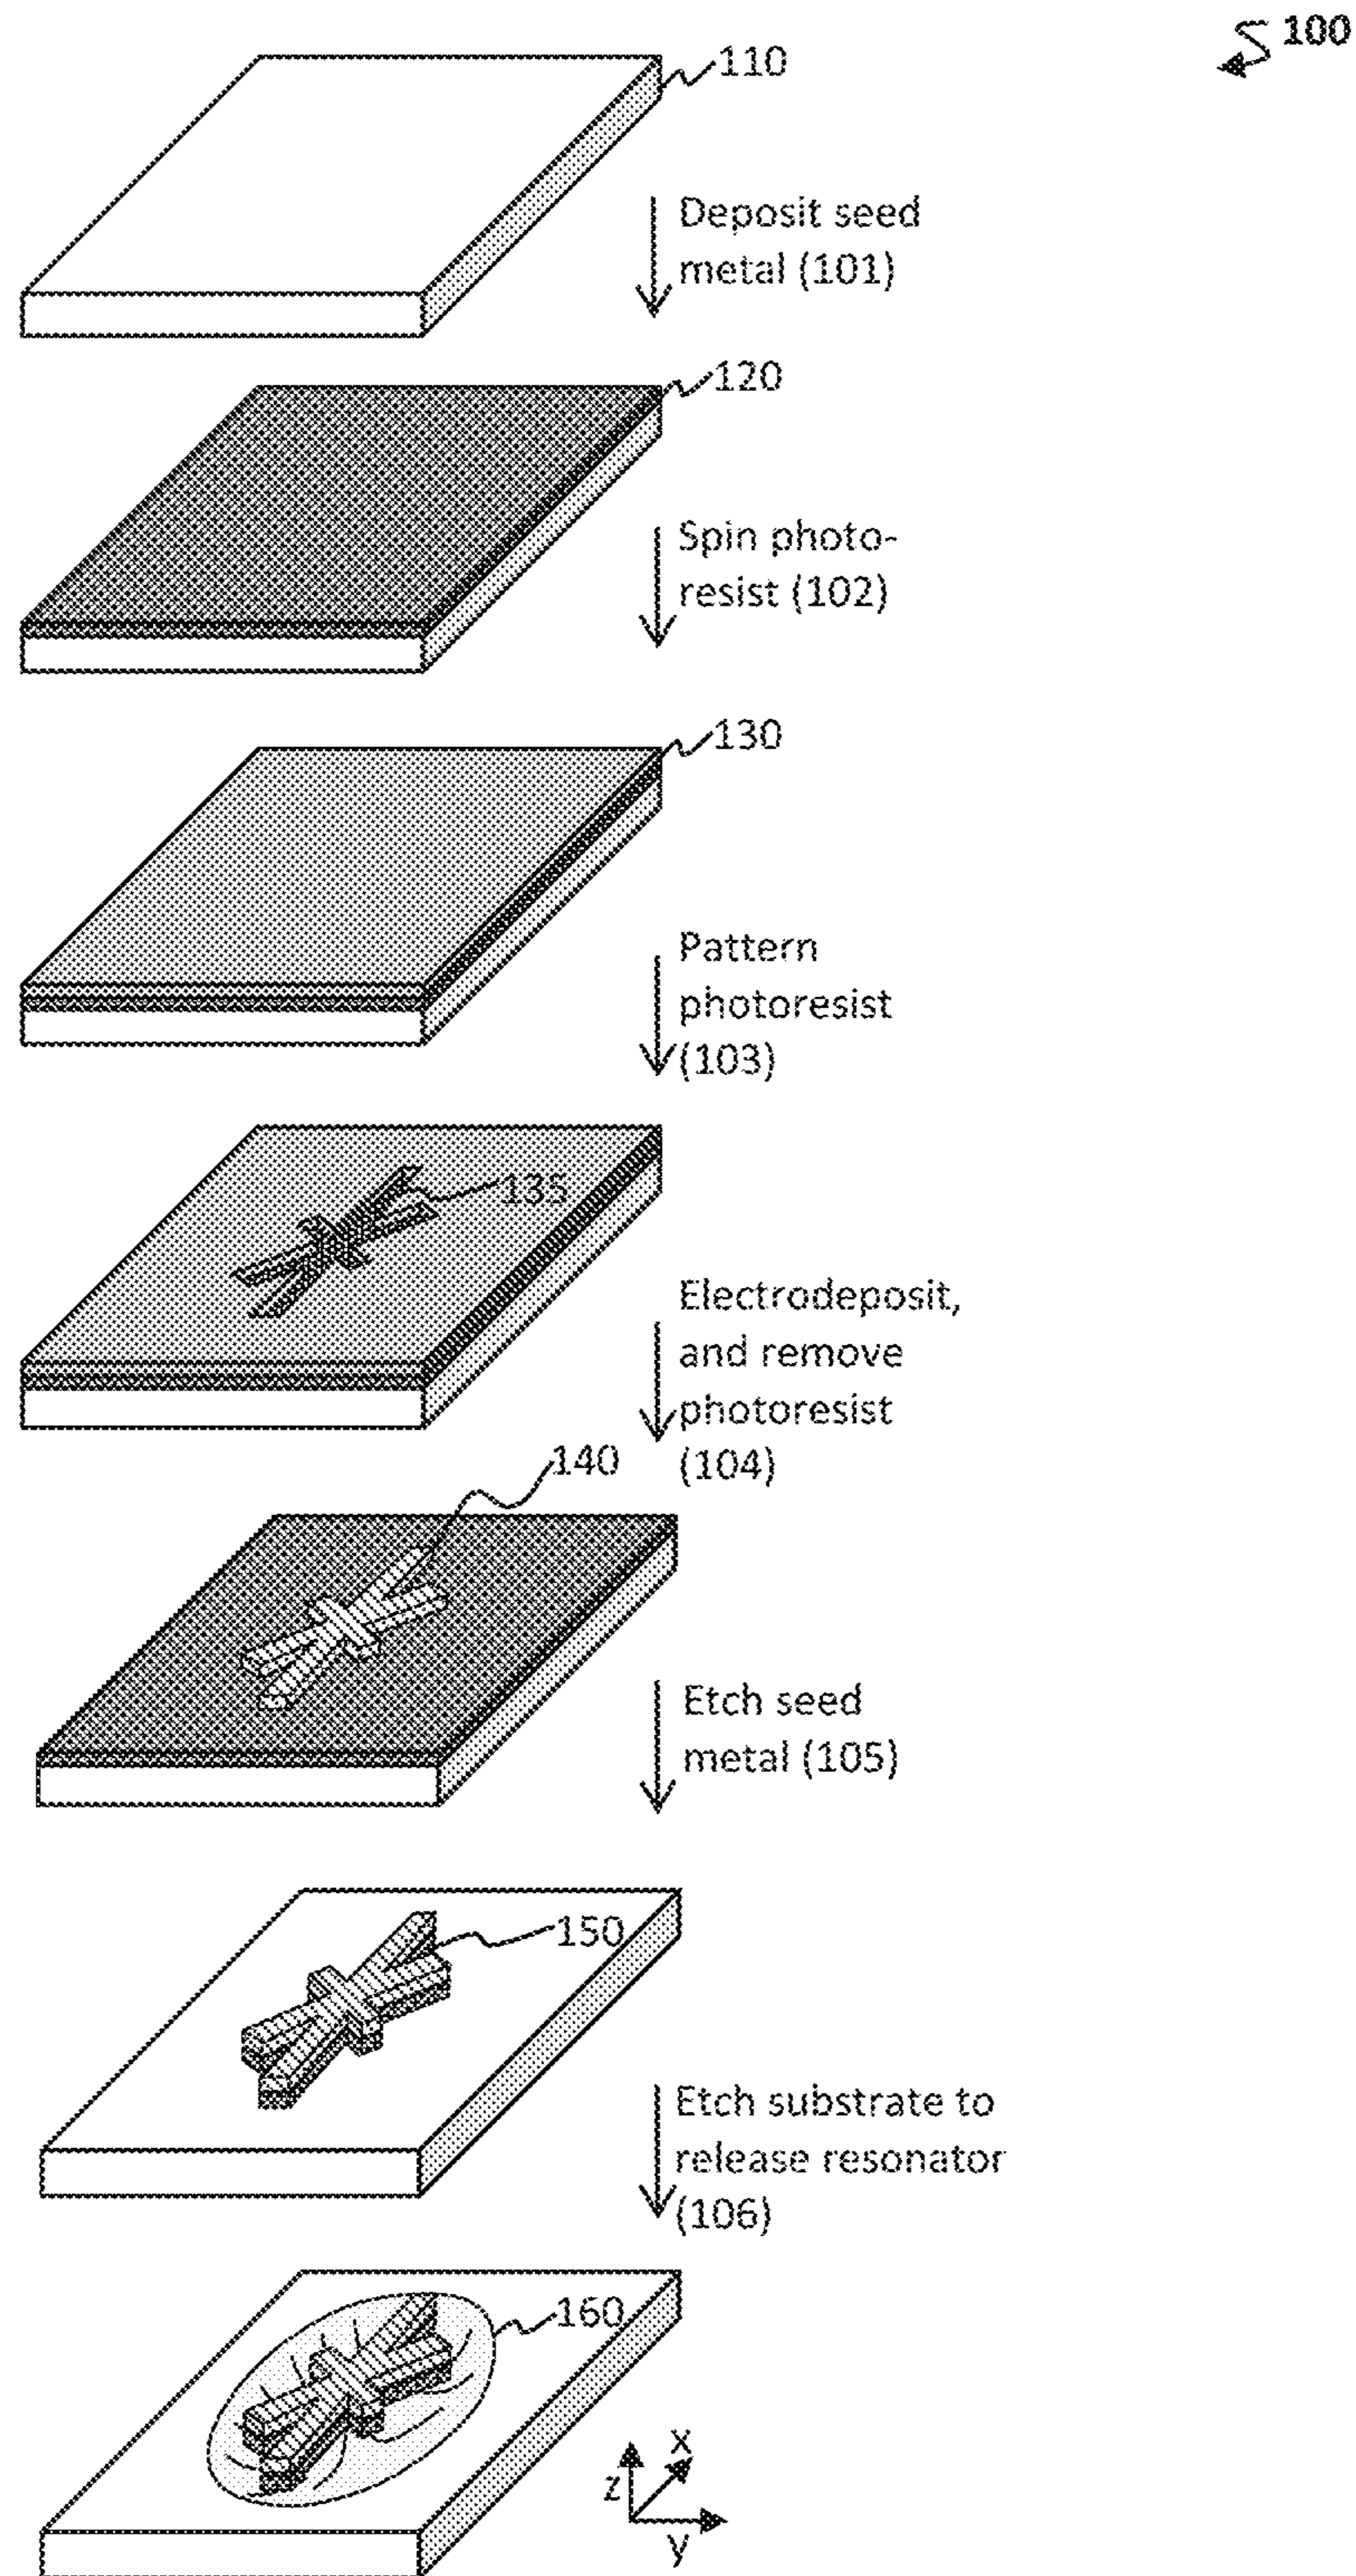 100
110
Deposit seed
metal (101)
120
Spin photo-
resist (102)
130
Pattern
photoresist
(103)
135
Electrodeposit,
and remove
photoresist
(104)
140
Etch seed
metal (105)
150
Etch substrate to
release resonator
(106)
160
x
z
y